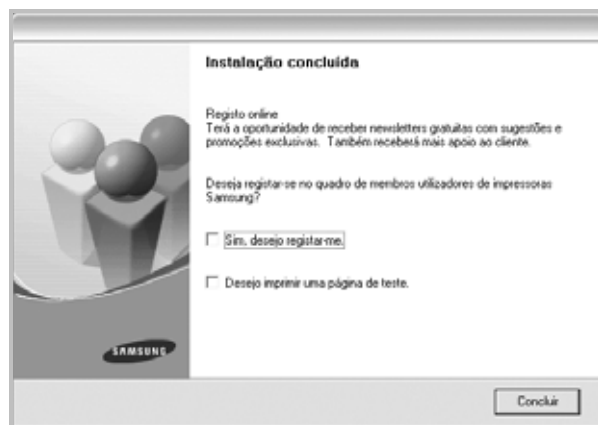 Instalação concluída
Registo online
Terá a oportunidade de receber newsletters gratuitas com sugestões e
promoções exclusivas. Também receberá mais apoio ao cliente.
Deseja registar-se no quadro de membros utilizadores de impressoras
Samsung?
Sim, desejo registar-me.
Desejo imprimir uma página de teste.
SAMSUNG
Concluir